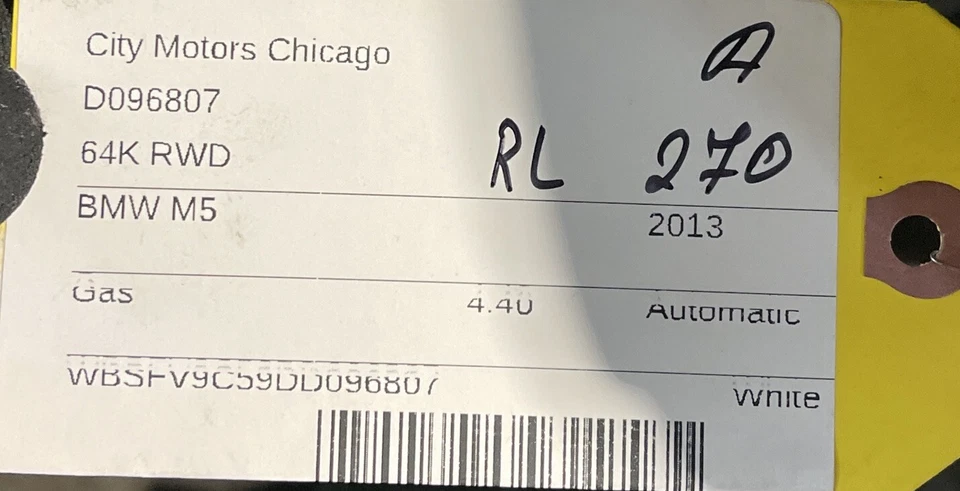 City Motors Chicago A
D096807
64K RWD RL 270
BMW M5 2013
Gas 4.40 Automatic
WBSFV9C59DD096807 White